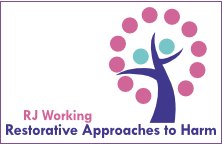 RJ Working
Restorative Approaches to Harm